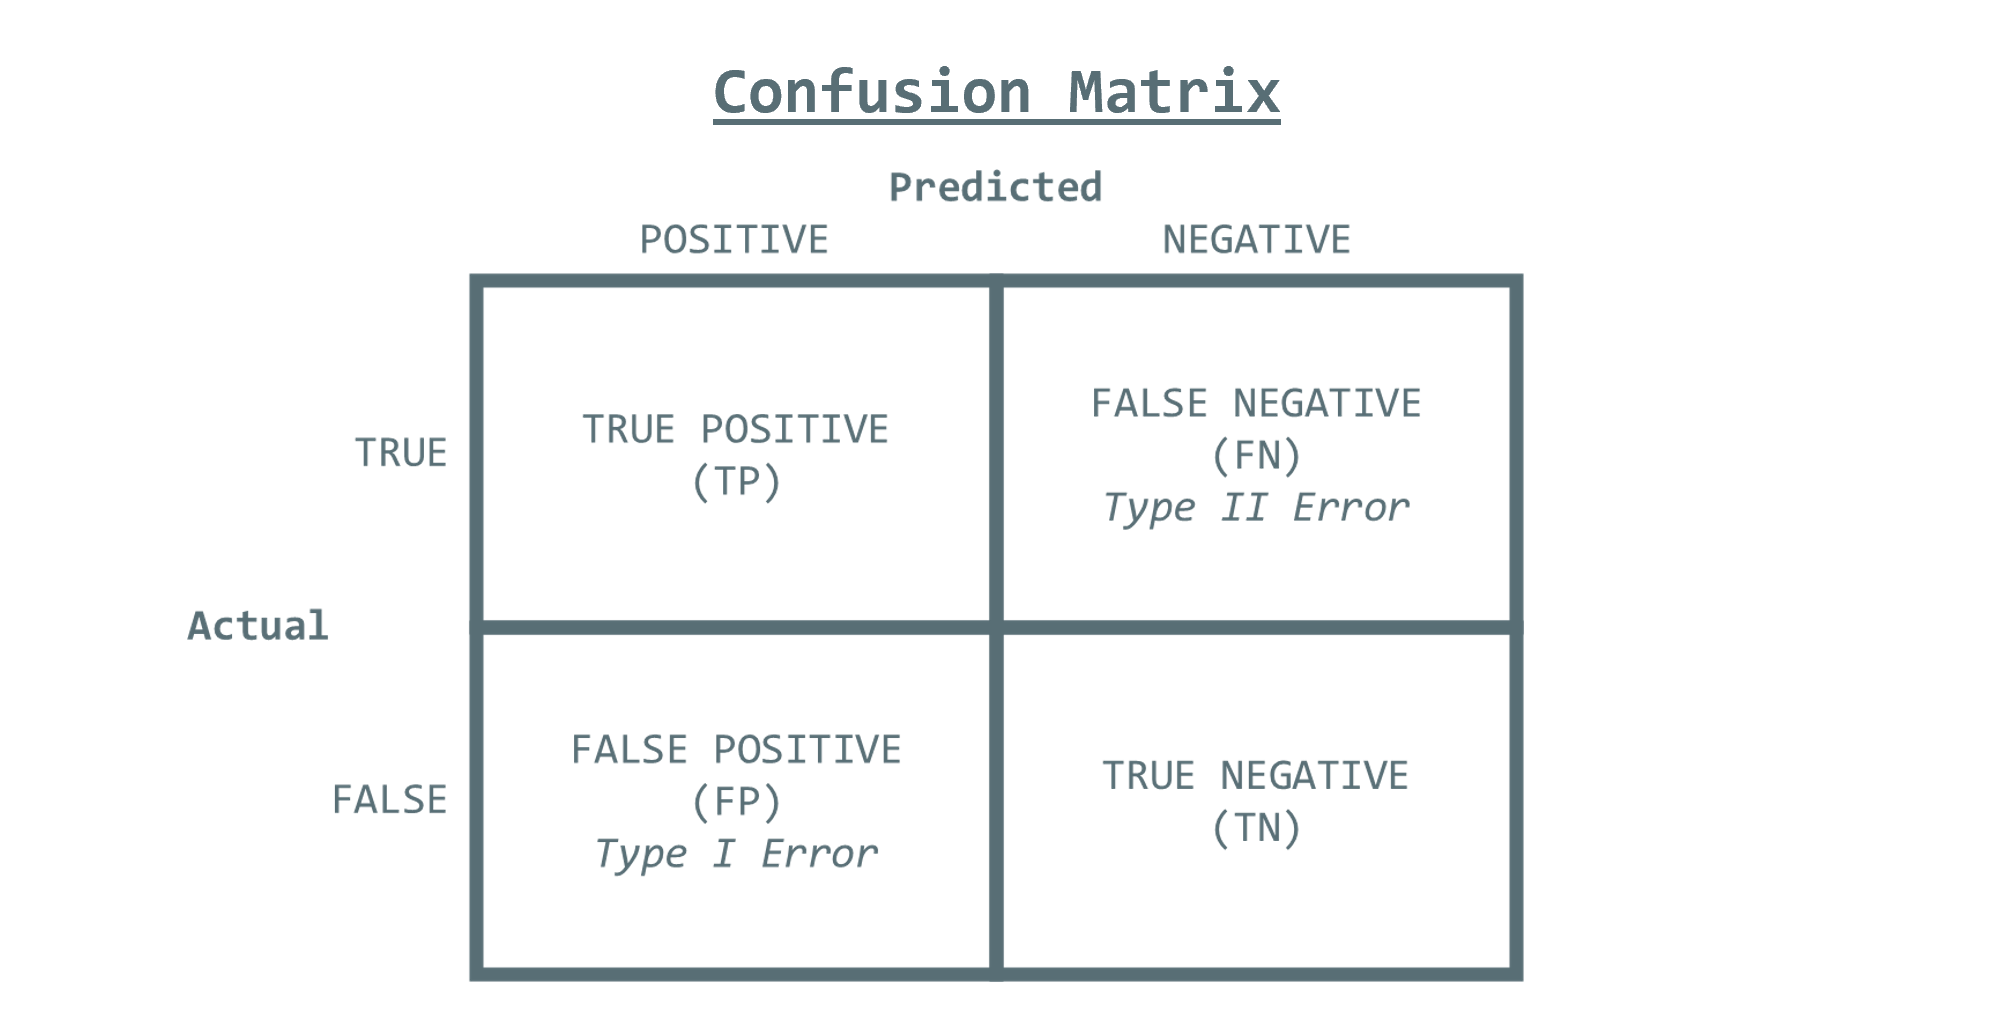 Confusion Matrix
Predicted
POSITIVE NEGATIVE
TRUE
TRUE POSITIVE
(TP)
FALSE NEGATIVE
(FN)
Type II Error
Actual
FALSE
FALSE POSITIVE
(FP)
Type I Error
TRUE NEGATIVE
(TN)